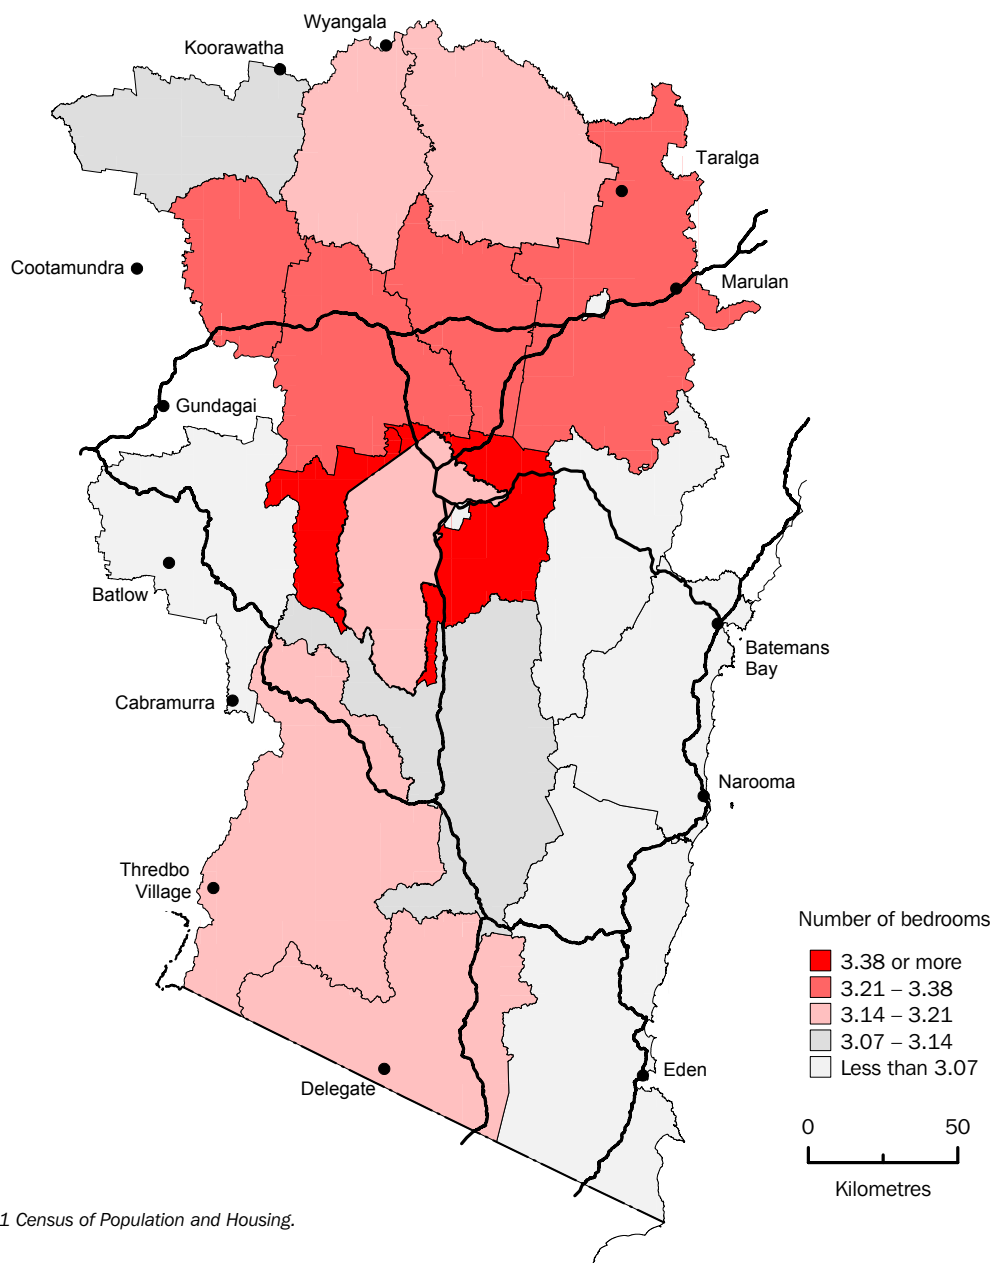 Wyangala
Koorawatha
Taralga
Cootamundra
Marulan
Gundagai
Batlow
Batemans
Bay
Cabramurra
Narooma
Thredbo
Village
Number of bedrooms
3.38 or more
3.21 – 3.38
3.14 – 3.21
3.07 – 3.14
Less than 3.07
Eden
Delegate
0 50
Kilometres
1 Census of Population and Housing.